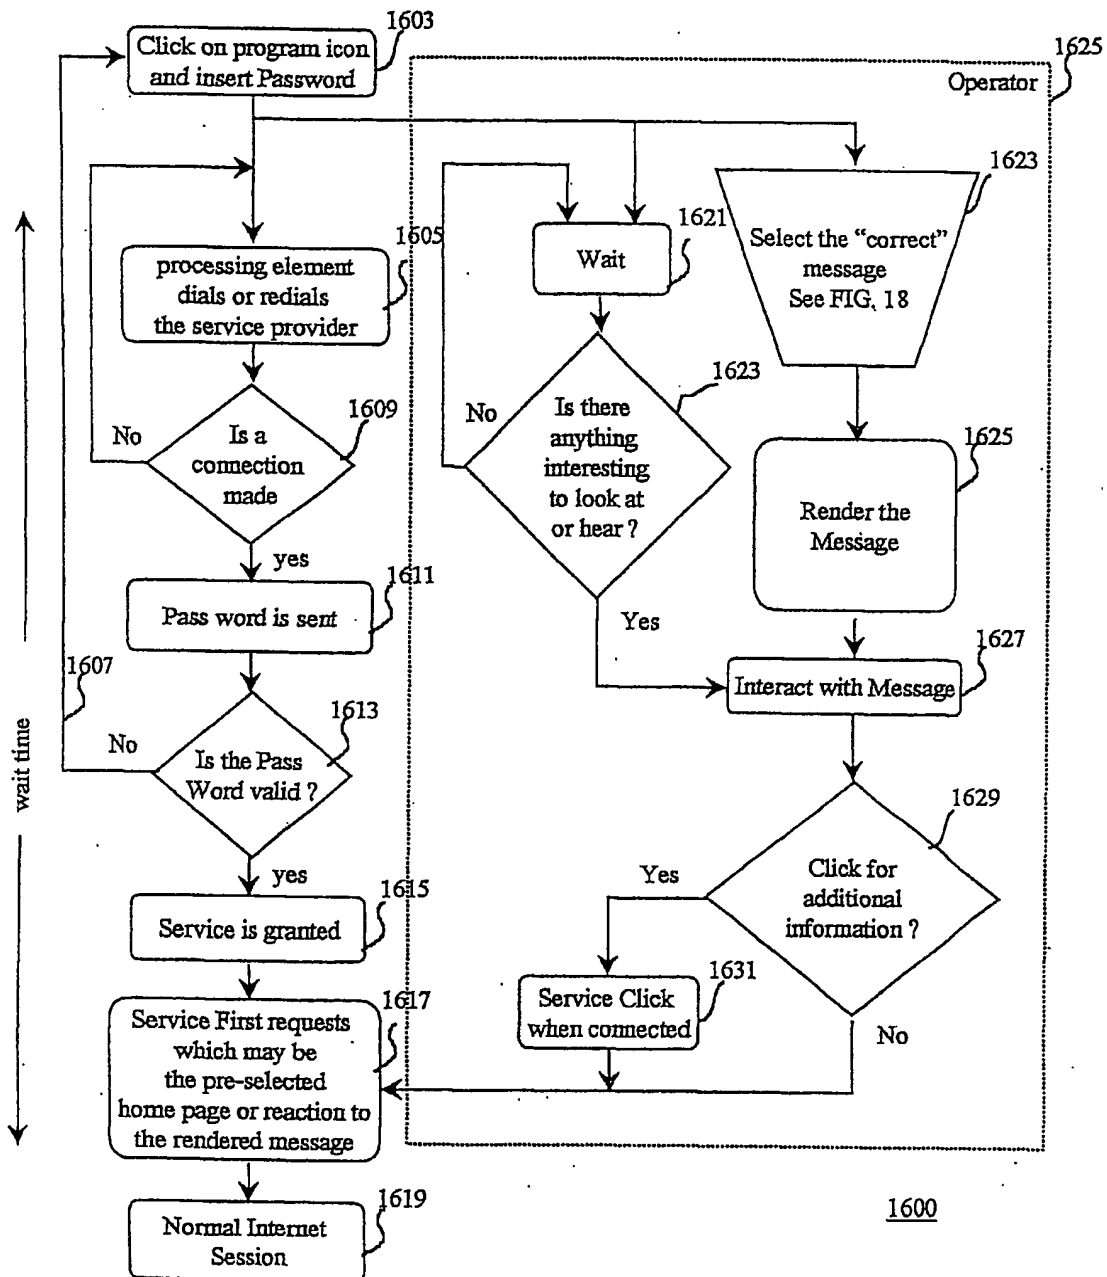 1603
Click on program icon
and insert Password
1625
Operator
1605
processing element
dials or redials
the service provider
1609
Is a
connection
made
No
yes
1611
Pass word is sent
1607
1613
Is the Pass
Word valid ?
No
yes
1615
Service is granted
1617
Service First requests
which may be
the pre-selected
home page or reaction to
the rendered message
1619
Normal Internet
Session
wait time
1621
Wait
1623
Is there
anything
interesting
to look at
or hear ?
No
Yes
1623
Select the "correct"
message
See FIG. 18
1625
Render the
Message
1627
Interact with Message
1629
Click for
additional
information ?
Yes
No
1631
Service Click
when connected
1600